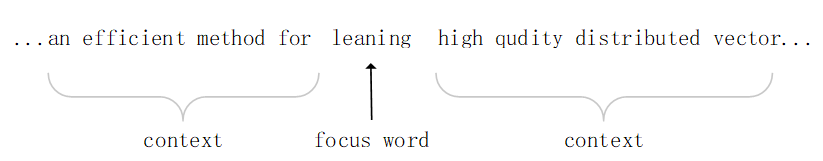 ...an efficient method for leaning high qudity distributed vector...
context focus word context